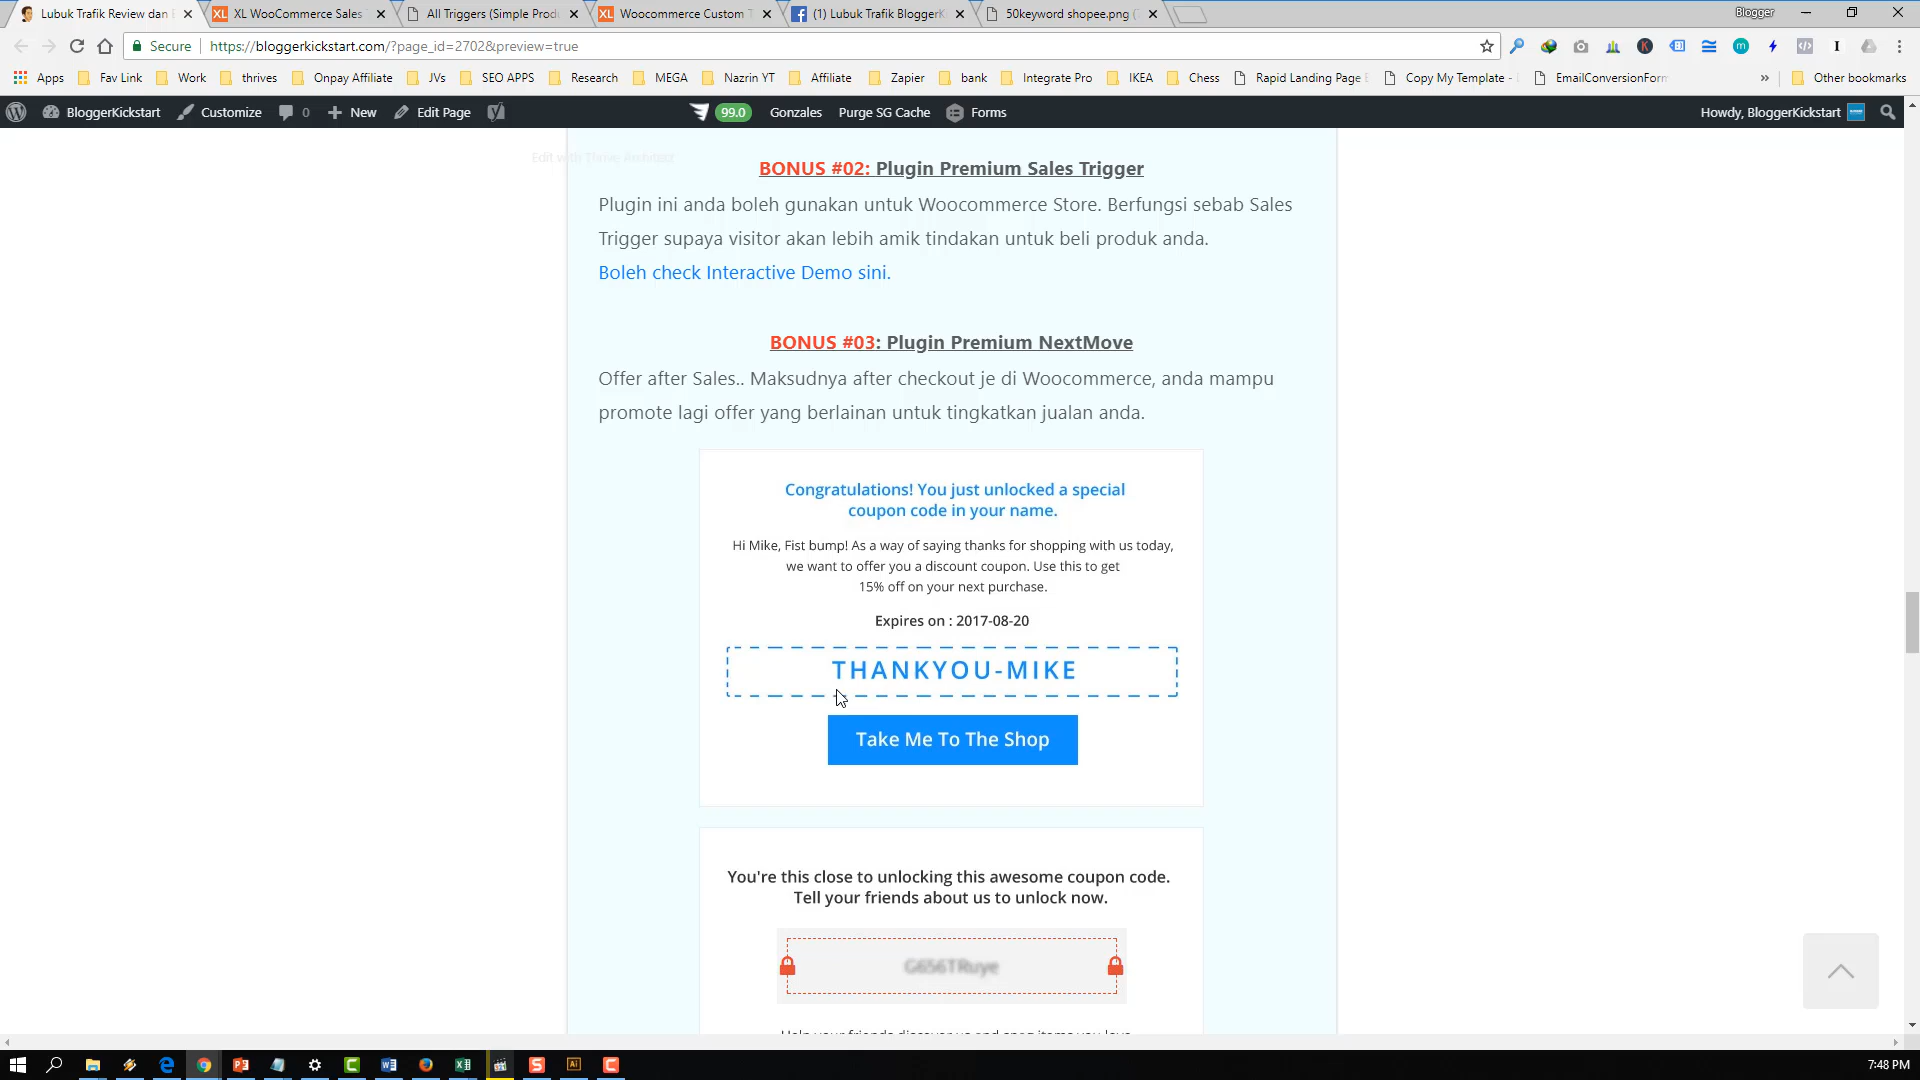 Lubuk Trafik Review dan
XL WooCommerce Sales
All Triggers (Simple Prod
Woocommerce Custom T
(1) Lubuk Trafik BloggerK
50keyword shopee.png (
Blogger
Secure
https://bloggerkickstart.com/?page_id=2702&preview=true
Apps
Fav Link
Work
thrives
Onpay Affiliate
JVs
SEO APPS
Research
MEGA
Nazrin YT
Affiliate
Zapier
bank
Integrate Pro
IKEA
Chess
Rapid Landing Page
Copy My Template -
EmailConversionForm
Other bookmarks
BloggerKickstart
Customize
0
New
Edit Page
99.0
Gonzales
Purge SG Cache
Forms
Howdy, BloggerKickstart
Edit with Thrive Architect
BONUS #02: Plugin Premium Sales Trigger
Plugin ini anda boleh gunakan untuk Woocommerce Store. Berfungsi sebab Sales
Trigger supaya visitor akan lebih amik tindakan untuk beli produk anda.
Boleh check Interactive Demo sini.
BONUS #03: Plugin Premium NextMove
Offer after Sales.. Maksudnya after checkout je di Woocommerce, anda mampu
promote lagi offer yang berlainan untuk tingkatkan jualan anda.
Congratulations! You just unlocked a special
coupon code in your name.
Hi Mike, Fist bump! As a way of saying thanks for shopping with us today,
we want to offer you a discount coupon. Use this to get
15% off on your next purchase.
Expires on : 2017-08-20
THANKYOU-MIKE
Take Me To The Shop
You're this close to unlocking this awesome coupon code.
Tell your friends about us to unlock now.
G656TRuye
7:48 PM